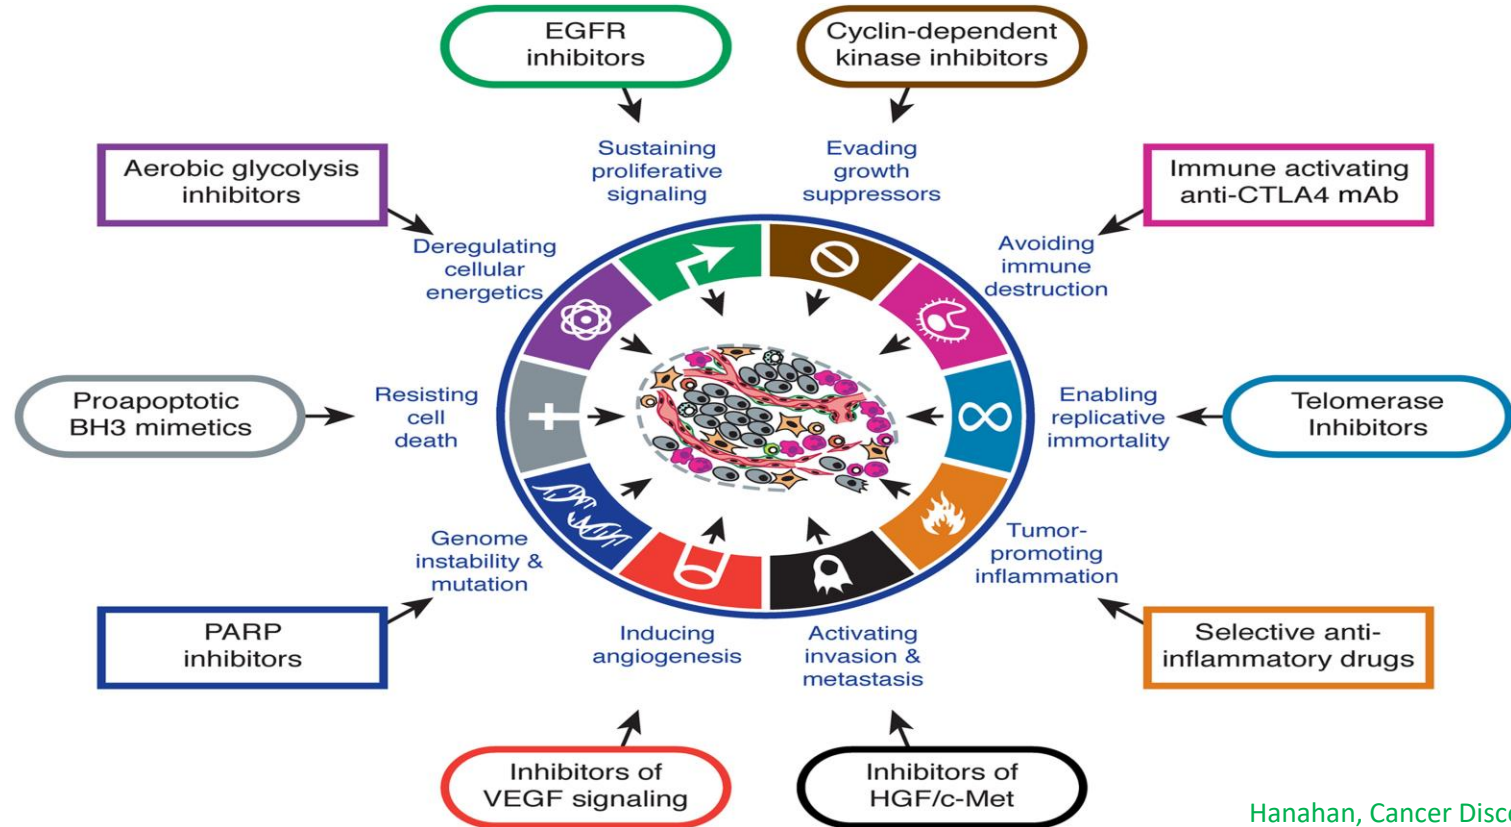 EGFR
inhibitors
Cyclin-dependent
kinase inhibitors
Sustaining
proliferative
signaling
Evading
growth
suppressors
Aerobic glycolysis
inhibitors
Immune activating
anti-CTLA4 mAb
Deregulating
cellular
energetics
Avoiding
immune
destruction
Proapoptotic
BH3 mimetics
Resisting
cell
death
Enabling
replicative
immortality
Telomerase
Inhibitors
Genome
instability &
mutation
Tumor-
promoting
inflammation
PARP
inhibitors
Inducing
angiogenesis
Activating
invasion &
metastasis
Selective anti-
inflammatory drugs
Inhibitors of
VEGF signaling
Inhibitors of
HGF/c-Met
Hanahan, Cancer Disco